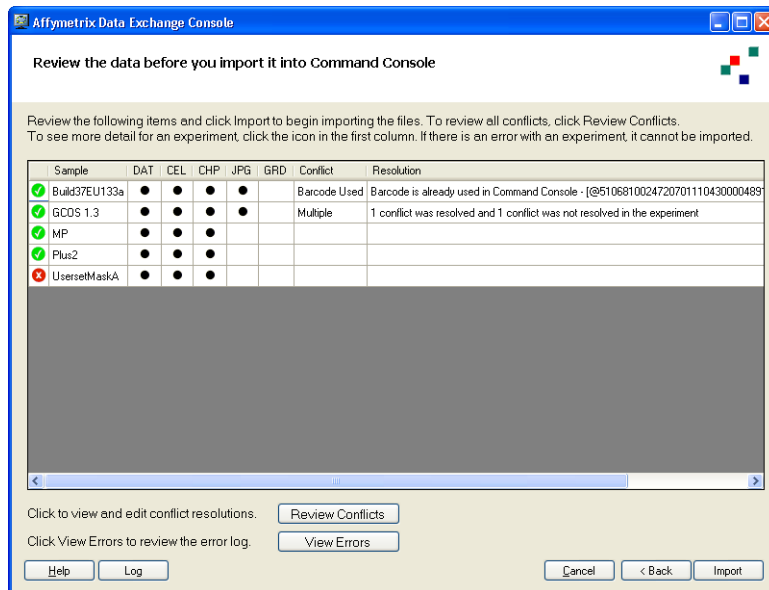 Affymetrix Data Exchange Console
Review the data before you import it into Command Console
Review the following items and click Import to begin importing the files. To review all conflicts, click Review Conflicts.
To see more detail for an experiment, click the icon in the first column. If there is an error with an experiment, it cannot be imported.
Sample DAT CEL CHP JPG GRD Conflict Resolution
Build37EU133a Barcode Used Barcode is already used in Command Console - [@51068100247207011104300004897
GCOS 1.3 Multiple 1 conflict was resolved and 1 conflict was not resolved in the experiment
MP
Plus2
UsersetMaskA
Click to view and edit conflict resolutions. Review Conflicts
Click View Errors to review the error log. View Errors
Help Log Cancel < Back Import